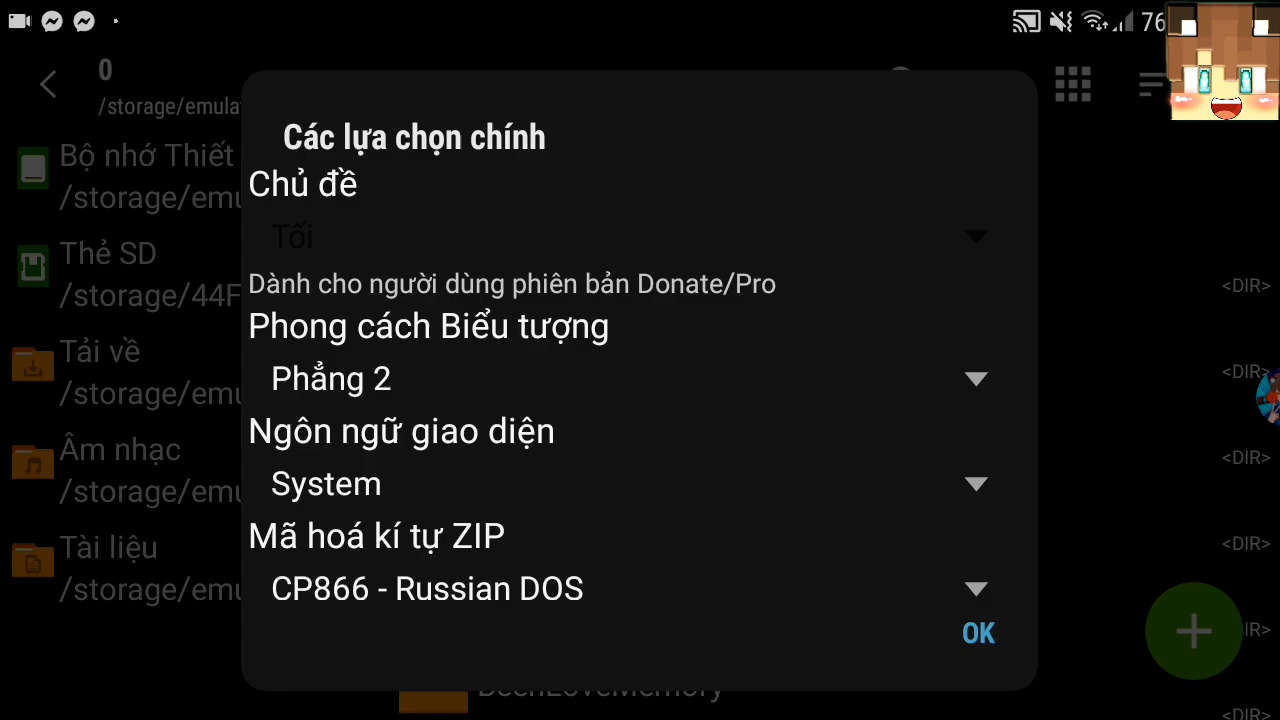 76
0
/storage/emula
Các lựa chọn chính
Chủ đề
Tối
Dành cho người dùng phiên bản Donate/Pro
Phong cách Biểu tượng
Phẳng 2
Ngôn ngữ giao diện
System
Mã hoá kí tự ZIP
CP866 - Russian DOS
OK
Bộ nhớ Thiết
/storage/emu
Thẻ SD
/storage/44F
Tải về
/storage/emu
Âm nhạc
/storage/emu
Tài liệu
/storage/emu
<DIR>
<DIR>
<DIR>
<DIR>
IR>
BeenLoveMemory
<DIR>